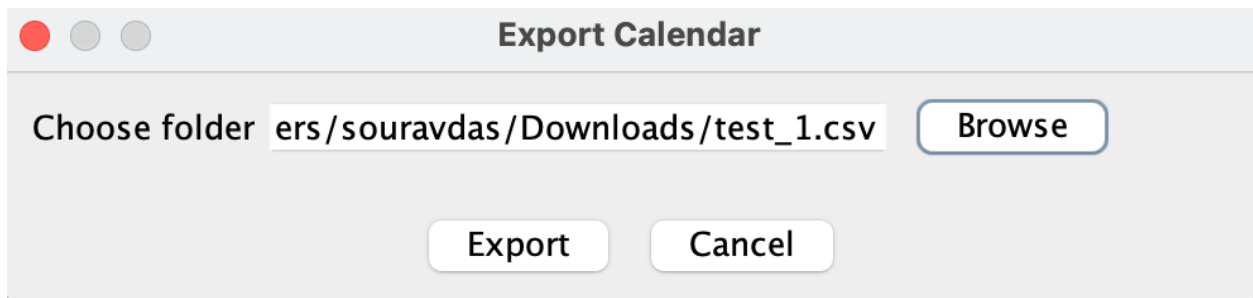 Export Calendar
Choose folder ers/souravdas/Downloads/test_1.csv Browse
Export Cancel